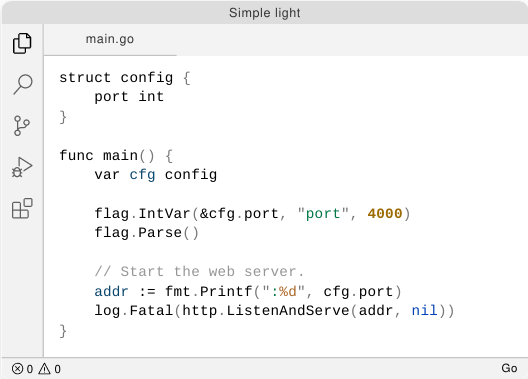 Simple light
main.go
struct config {
    port int
}
func main() {
    var cfg config
    flag.IntVar(&cfg.port, "port", 4000)
    flag.Parse()
    // Start the web server.
    addr := fmt.Printf(":%d", cfg.port)
    log.Fatal(http.ListenAndServe(addr, nil))
}
0 0 Go